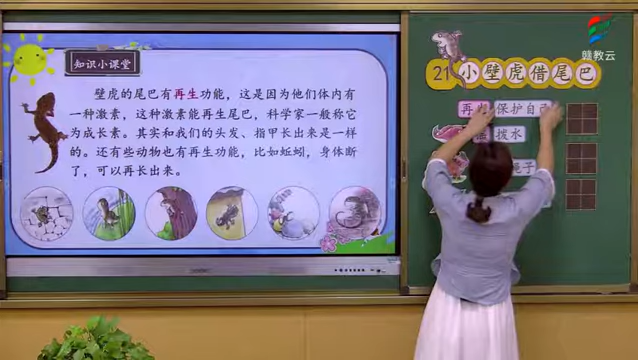 知识小课堂
壁虎的尾巴有再生功能，这是因为他们体内有
一种激素，这种激素能再生尾巴，科学家一般称它
为成长素。其实和我们的头发、指甲长出来是一样
的。还有些动物也有再生功能，比如蚯蚓，身体断
了，可以再长出来。
赣教云
21 小壁虎借尾巴
保护自己
拨水